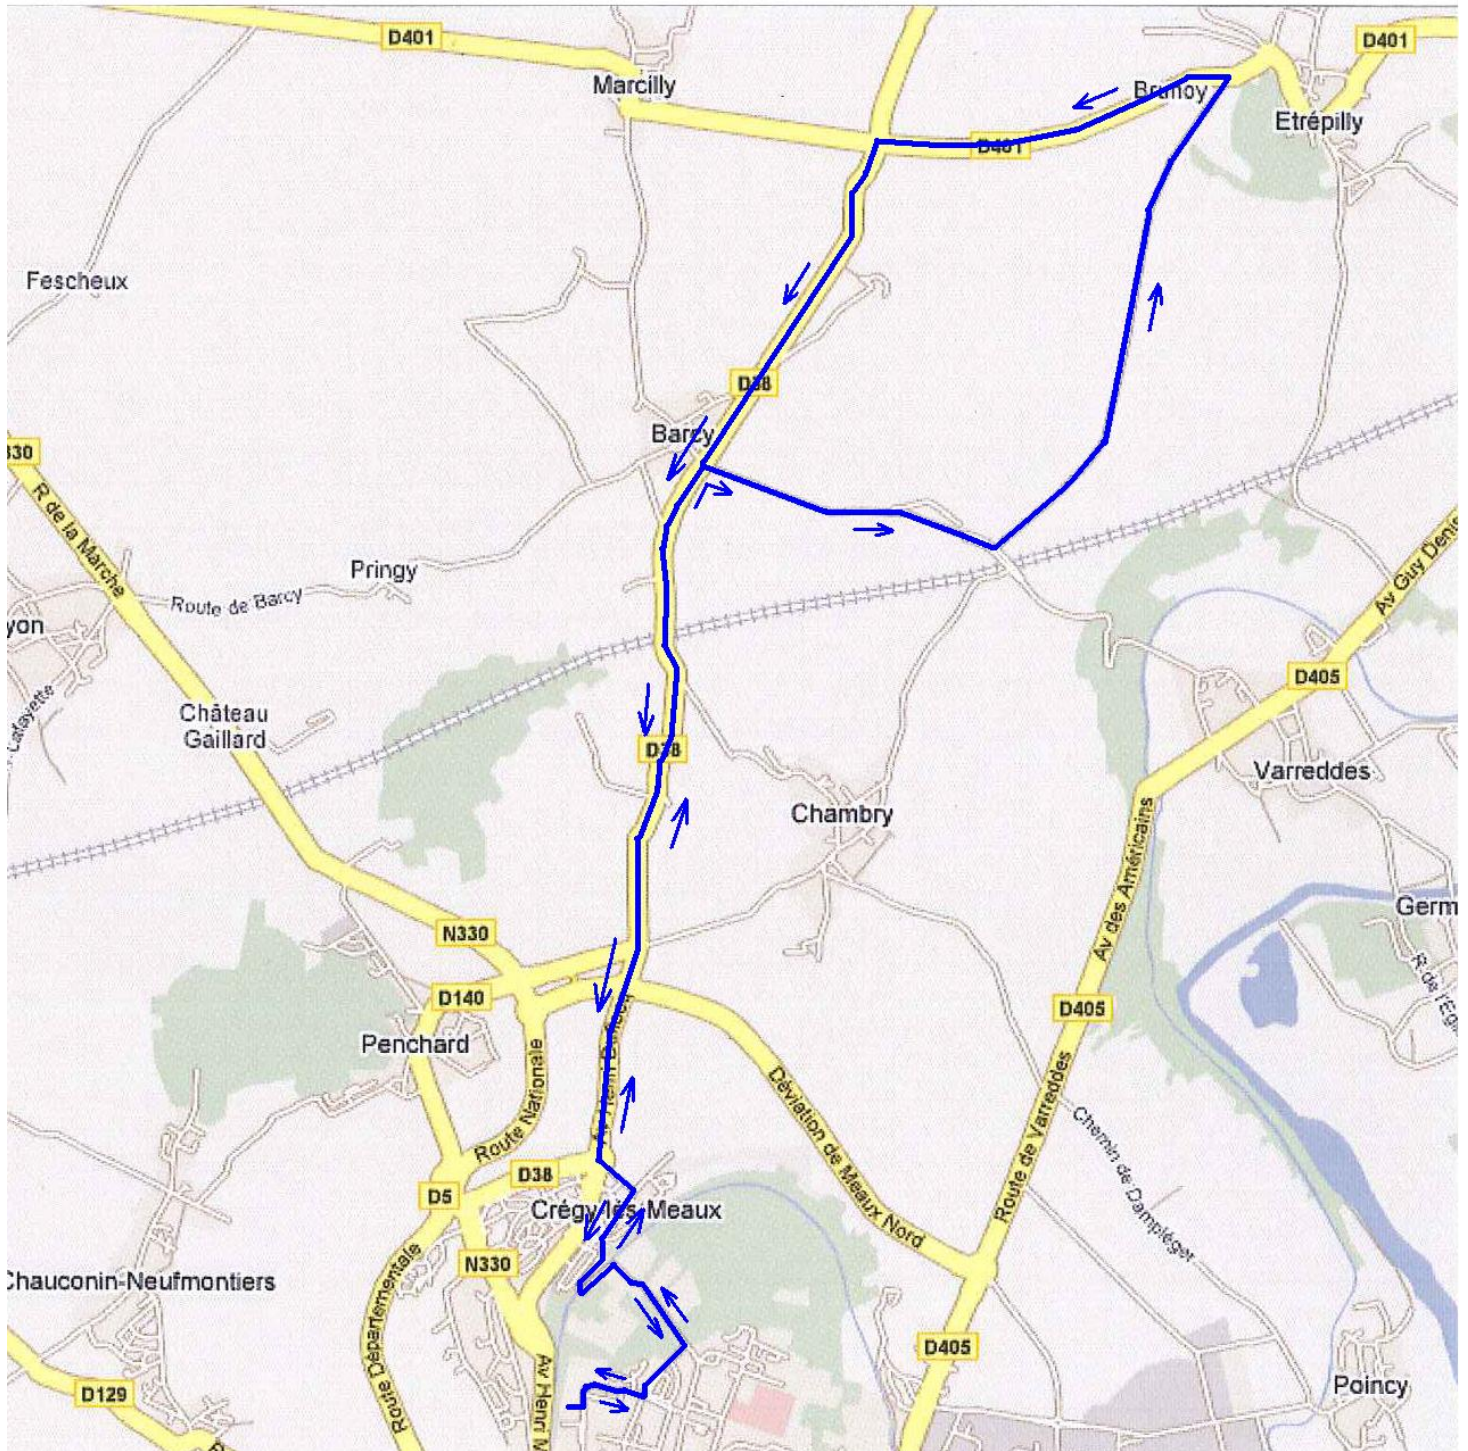 D401
D401
Marcilly
Brunoy
Etrépilly
D401
Fescheux
D38
Barcy
R de la Marche
Pringy
Route de Barcy
Av Guy Denis
D405
Château
Gaillard
D38
Varreddes
Chambry
Av des Américains
N330
Germ
D140
D405
Penchard
Route Nationale
Déviation de Meaux Nord
Route de Varreddes
Chemin de Dampléger
D38
D5
Crégy-lès-Meaux
N330
Chauconin-Neufmontiers
Route Départementale
D405
D129
Av Henri M
Poincy